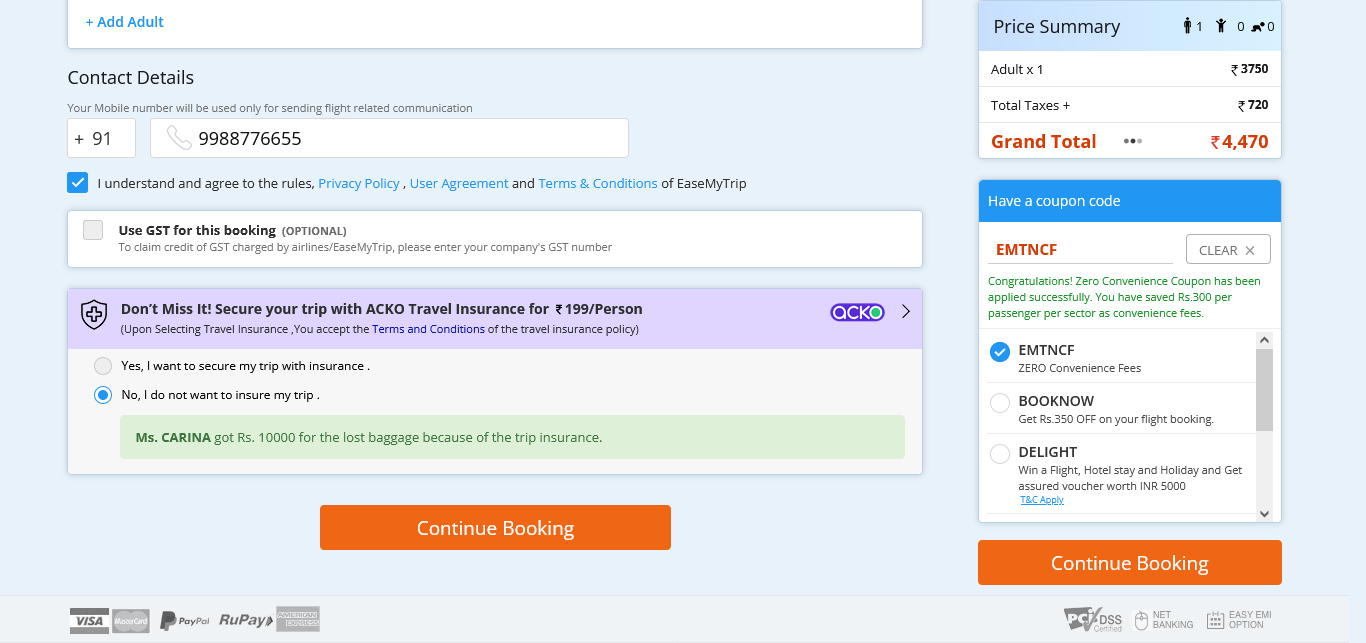 + Add Adult
Contact Details
Your Mobile number will be used only for sending flight related communication
+ 91
9988776655
I understand and agree to the rules, Privacy Policy , User Agreement and Terms & Conditions of EaseMyTrip
Use GST for this booking (OPTIONAL)
To claim credit of GST charged by airlines/EaseMyTrip, please enter your company's GST number
Don't Miss It! Secure your trip with ACKO Travel Insurance for ₹ 199/Person
(Upon Selecting Travel Insurance ,You accept the Terms and Conditions of the travel insurance policy)
acko
Yes, I want to secure my trip with insurance .
No, I do not want to insure my trip .
Ms. CARINA got Rs. 10000 for the lost baggage because of the trip insurance.
Continue Booking
Price Summary 1 0 0
Adult x 1 ₹ 3750
Total Taxes + ₹ 720
Grand Total ₹ 4,470
Have a coupon code
EMTNCF
CLEAR ×
Congratulations! Zero Convenience Coupon has been
applied successfully. You have saved Rs.300 per
passenger per sector as convenience fees.
EMTNCF
ZERO Convenience Fees
BOOKNOW
Get Rs.350 OFF on your flight booking.
DELIGHT
Win a Flight, Hotel stay and Holiday and Get
assured voucher worth INR 5000
T&C Apply
Continue Booking
VISA
MasterCard
PayPal
RuPay
AMERICAN
EXPRESS
PCI DSS
Certified
NET
BANKING
EASY EMI
OPTION